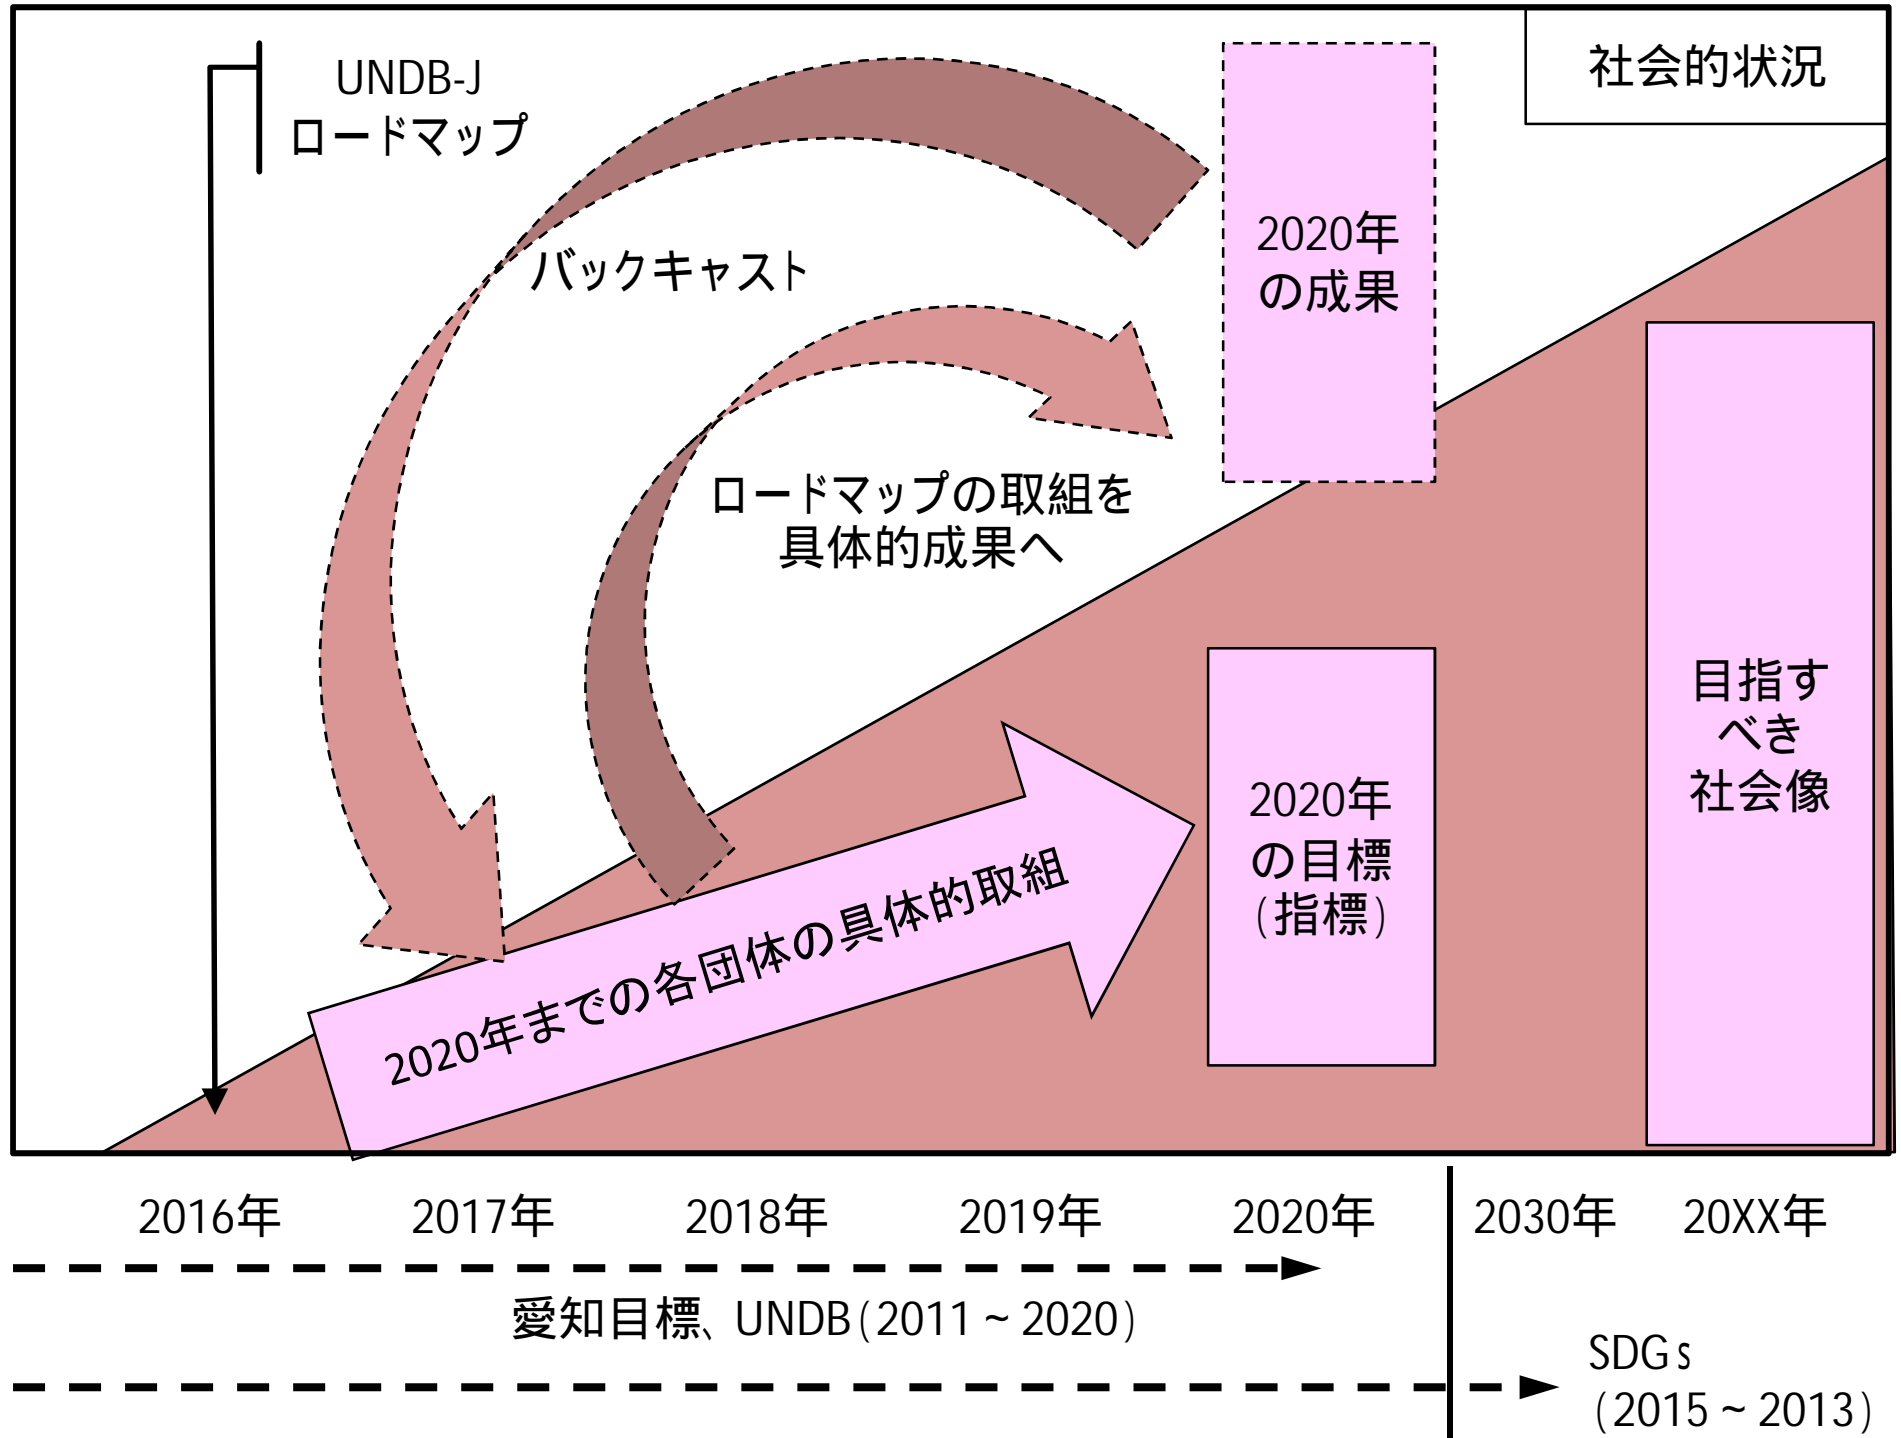 社会的状況
UNDB-J
ロードマップ
バックキャスト
2020年
の成果
ロードマップの取組を
具体的成果へ
2020年までの各団体の具体的取組
2020年
の目標
(指標)
目指す
べき
社会像
2016年
2017年
2018年
2019年
2020年
2030年
20XX年
愛知目標、UNDB(2011~2020)
SDGs
(2015~2013)